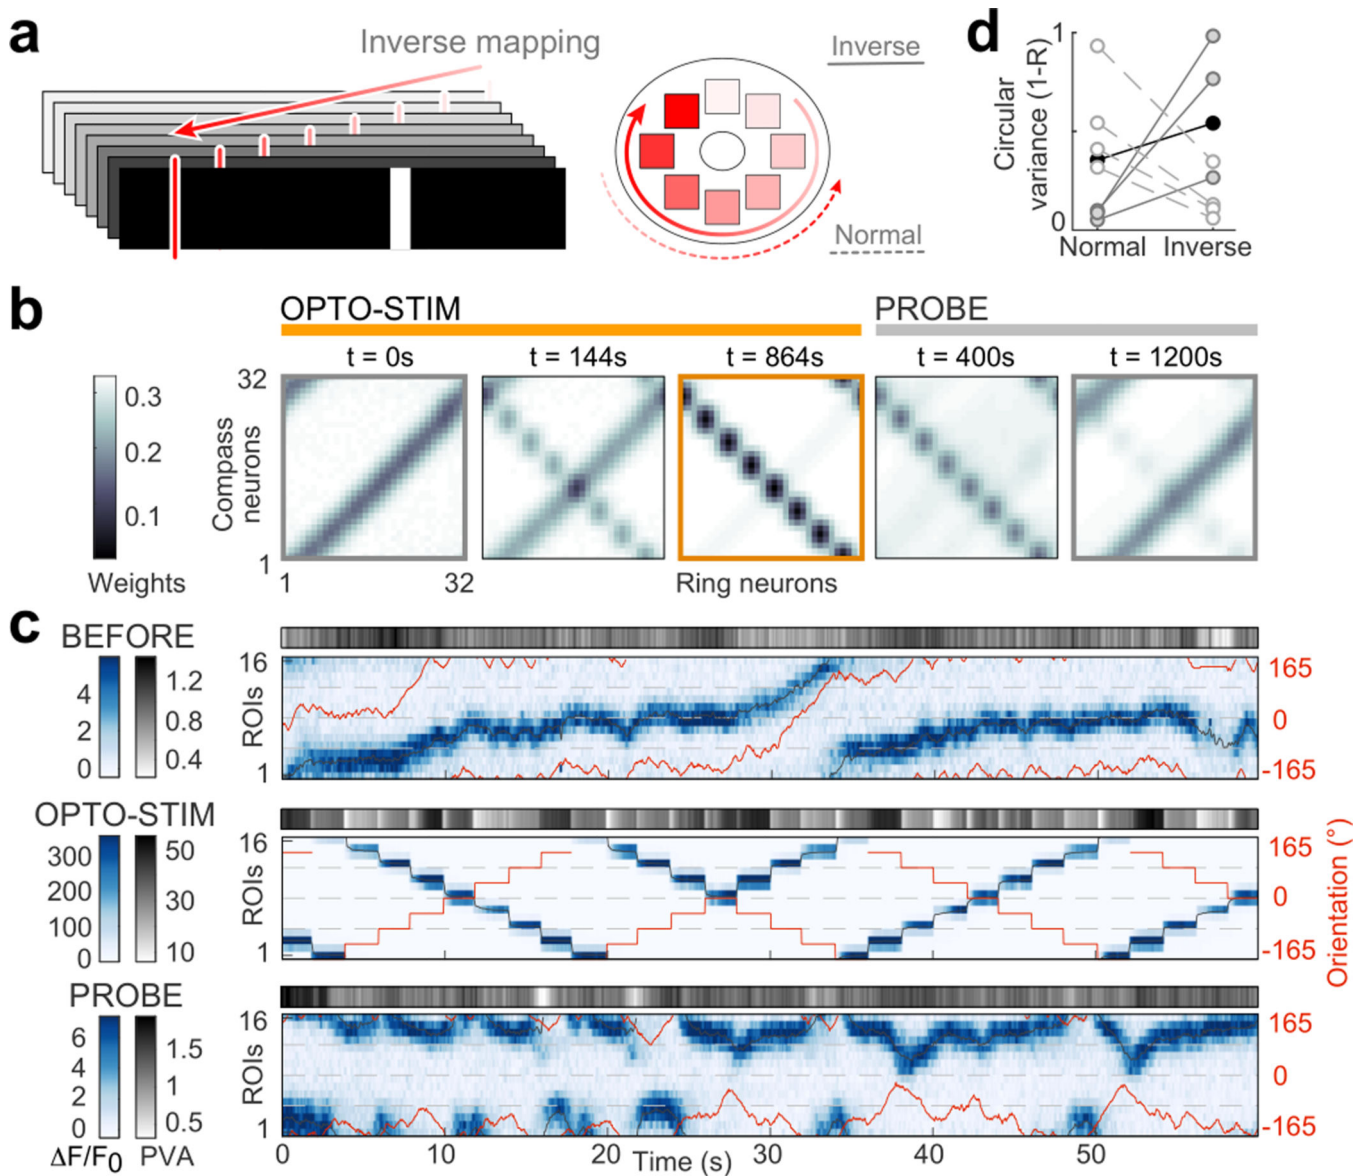 a
Inverse mapping
Inverse
Normal
d
Circular
variance (1-R)
1
0
Normal Inverse
b
OPTO-STIM PROBE
t = 0s t = 144s t = 864s t = 400s t = 1200s
0.3
0.2
0.1
Weights
Compass
neurons
32
1
1 32
Ring neurons
c
BEFORE
4
2
0
1.2
0.8
0.4
ROIs
16
1
165
0
-165
OPTO-STIM
300
200
100
0
50
30
10
ROIs
16
1
165
0
-165
Orientation (°)
PROBE
6
4
2
0
1.5
1
0.5
ΔF/F0 PVA
ROIs
16
1
165
0
-165
0 10 20 30 40 50
Time (s)